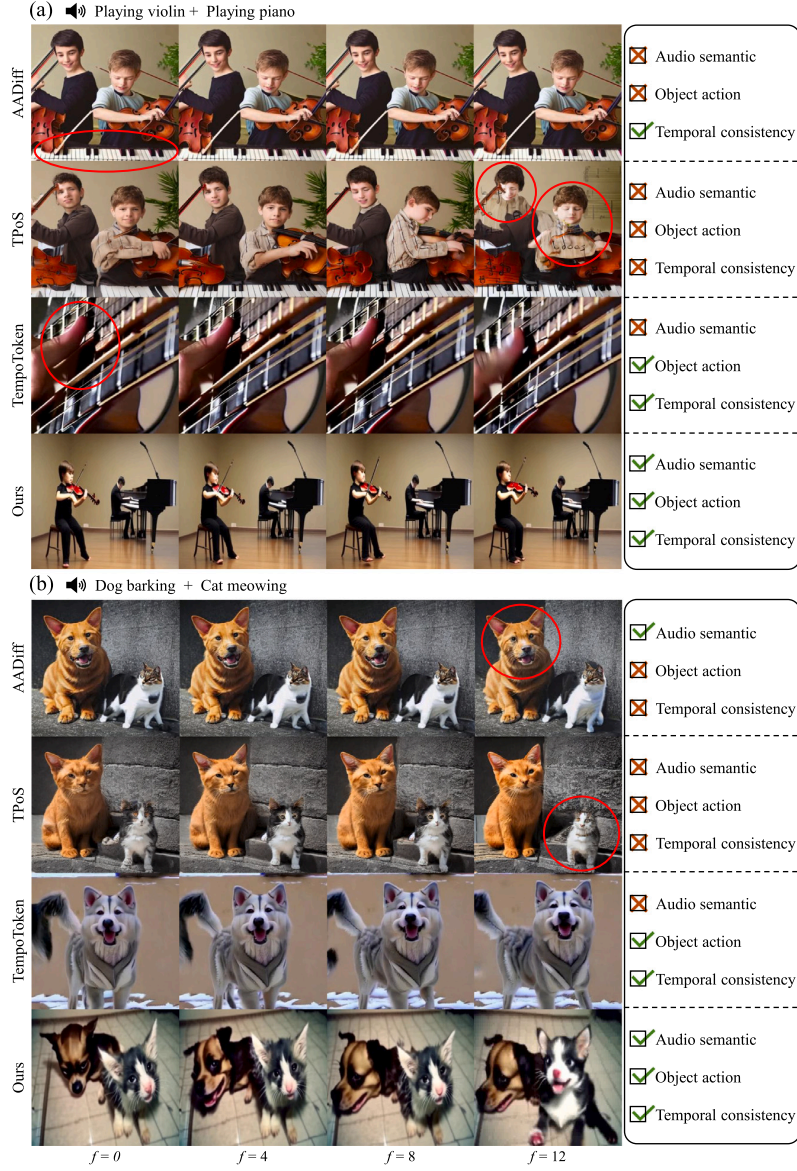 (a) Playing violin + Playing piano
AADiff
Audio semantic
Object action
Temporal consistency
TPoS
Audio semantic
Object action
Temporal consistency
TempoToken
Audio semantic
Object action
Temporal consistency
Ours
Audio semantic
Object action
Temporal consistency
(b) Dog barking + Cat meowing
AADiff
Audio semantic
Object action
Temporal consistency
TPoS
Audio semantic
Object action
Temporal consistency
TempoToken
Audio semantic
Object action
Temporal consistency
Ours
Audio semantic
Object action
Temporal consistency
f = 0 f = 4 f = 8 f = 12